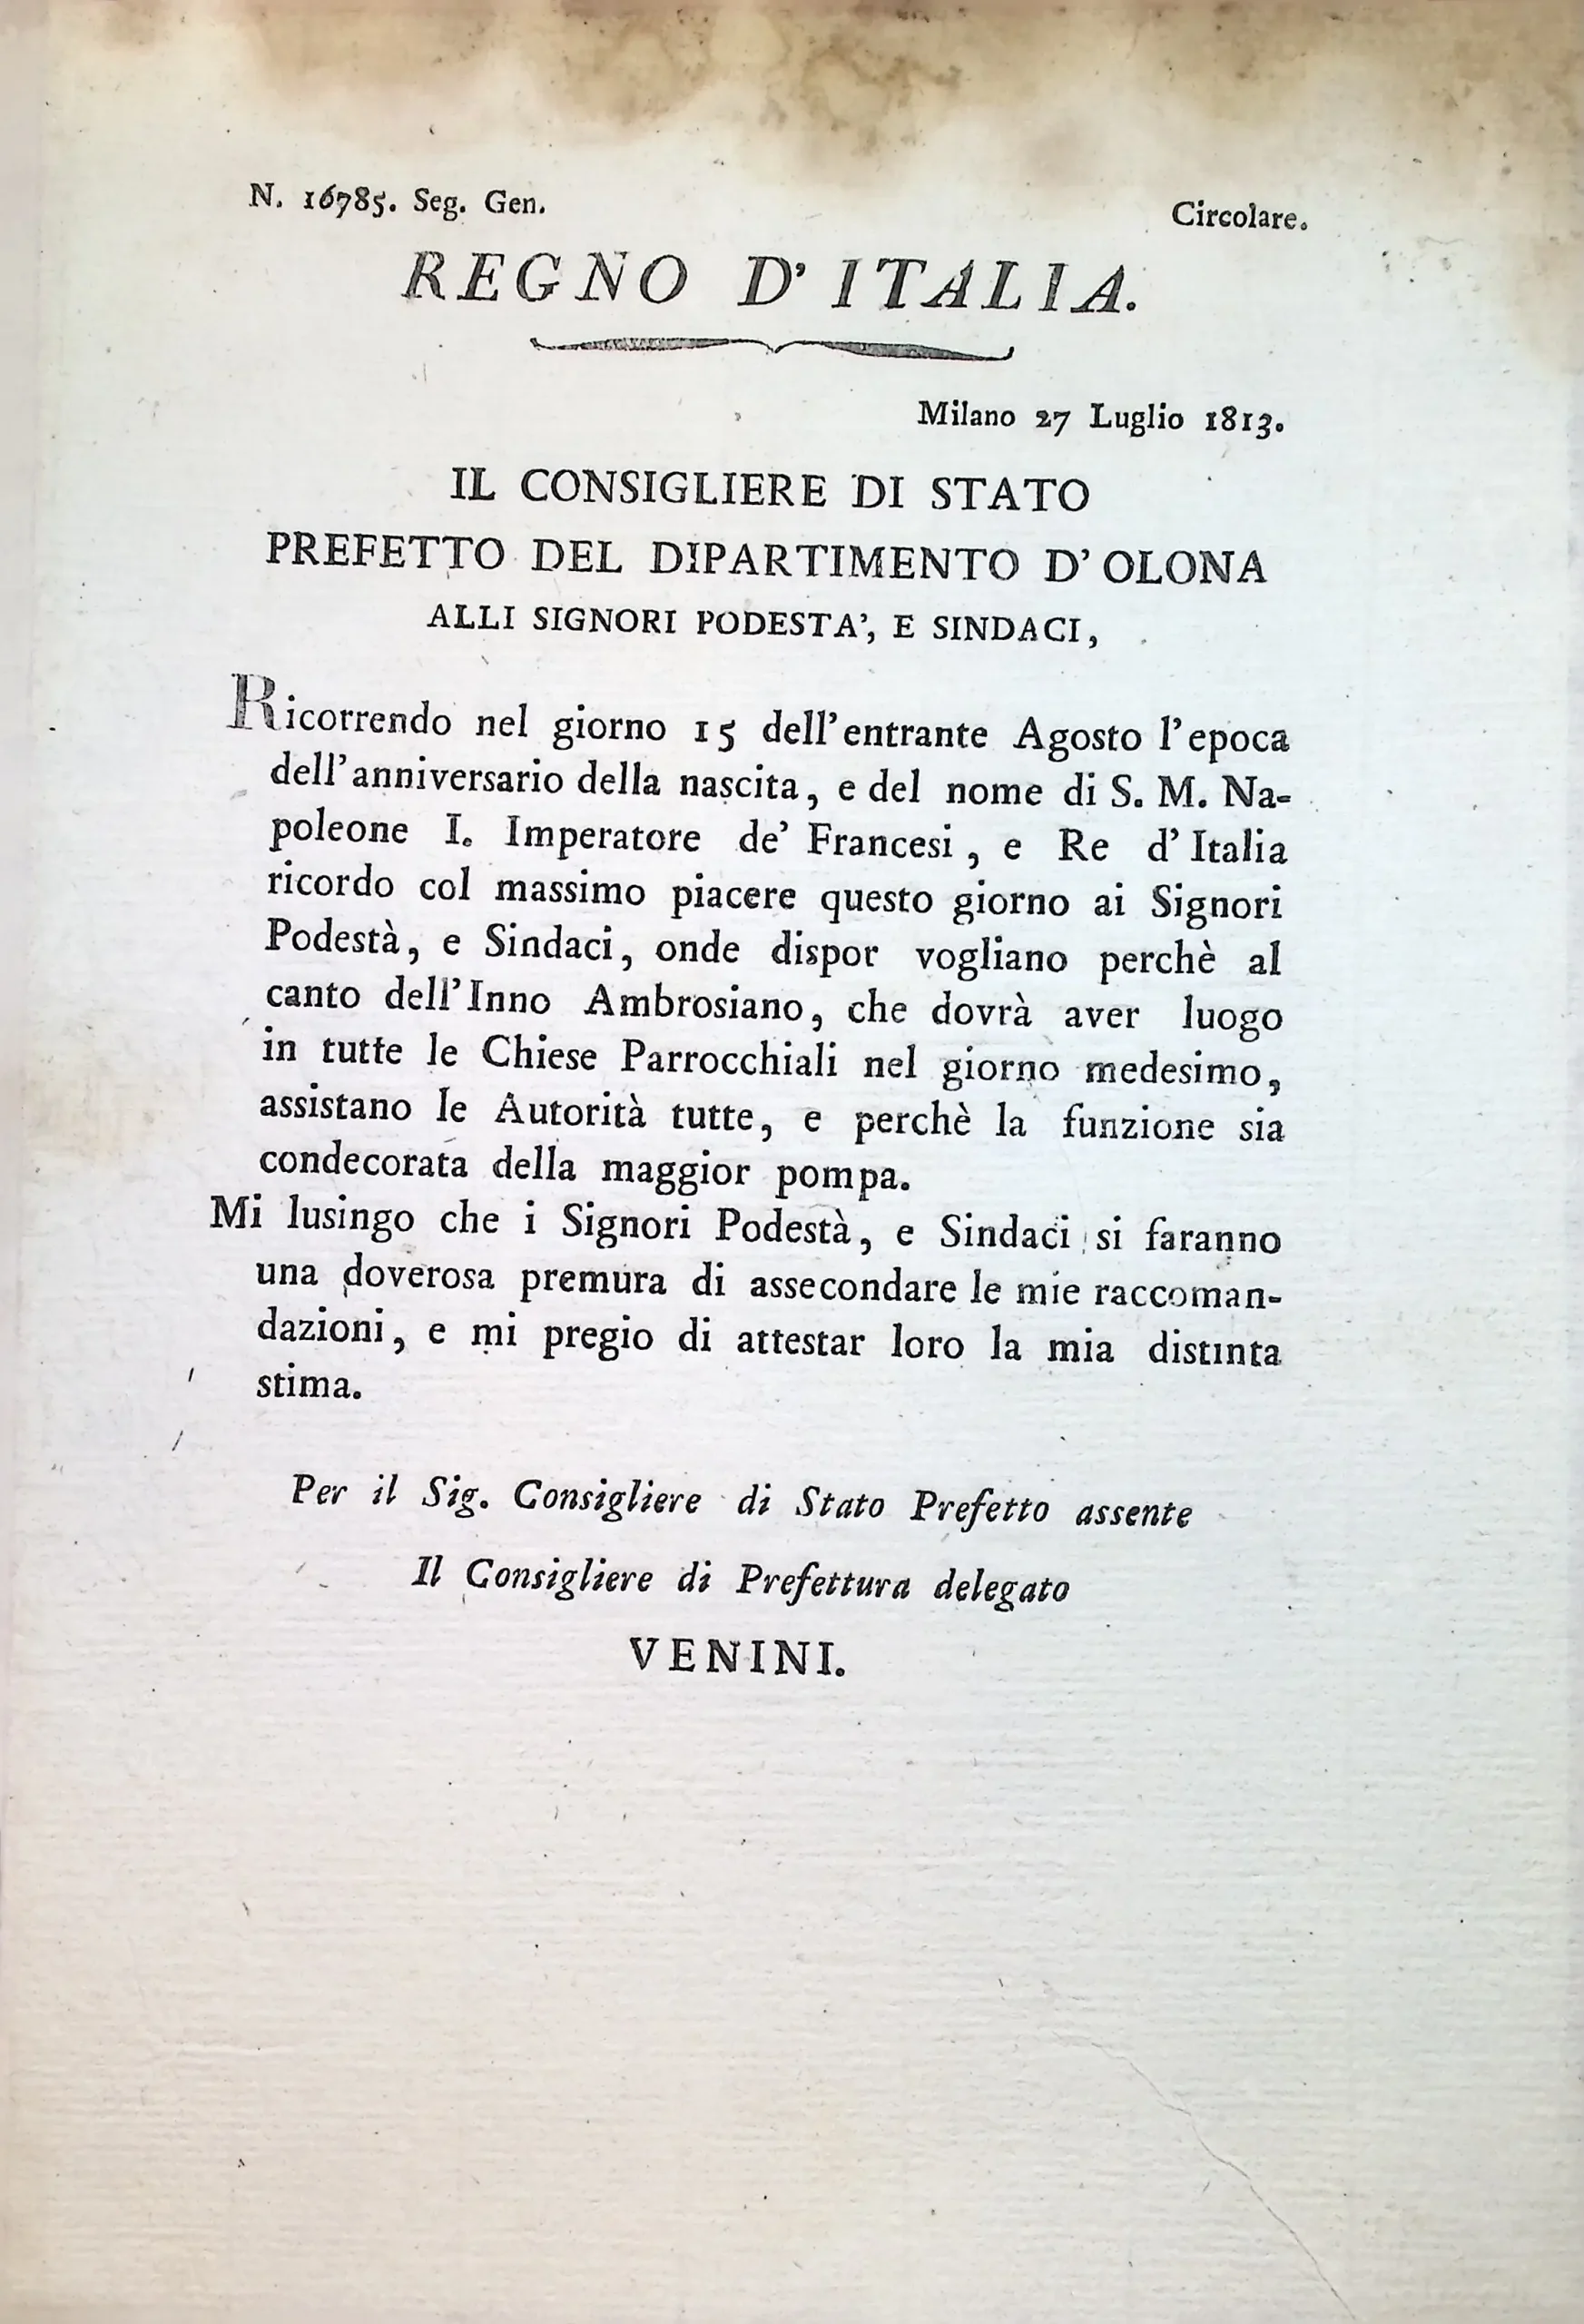 N. 16785. Seg. Gen.
Circolare.
REGNO D'ITALIA.
Milano 27 Luglio 1813.
IL CONSIGLIERE DI STATO
PREFETTO DEL DIPARTIMENTO D'OLONA
ALLI SIGNORI PODESTA', E SINDACI,
Ricorrendo nel giorno 15 dell'entrante Agosto l'epoca
dell'anniversario della nascita, e del nome di S. M. Na-
poleone I. Imperatore de' Francesi, e Re d'Italia
ricordo col massimo piacere questo giorno ai Signori
Podestà, e Sindaci, onde dispor vogliano perchè al
canto dell'Inno Ambrosiano, che dovrà aver luogo
in tutte le Chiese Parrocchiali nel giorno medesimo,
assistano le Autorità tutte, e perchè la funzione sia
condecorata della maggior pompa.
Mi lusingo che i Signori Podestà, e Sindaci si faranno
una doverosa premura di assecondare le mie raccoman-
dazioni, e mi pregio di attestar loro la mia distinta
stima.
Per il Sig. Consigliere di Stato Prefetto assente
Il Consigliere di Prefettura delegato
VENINI.